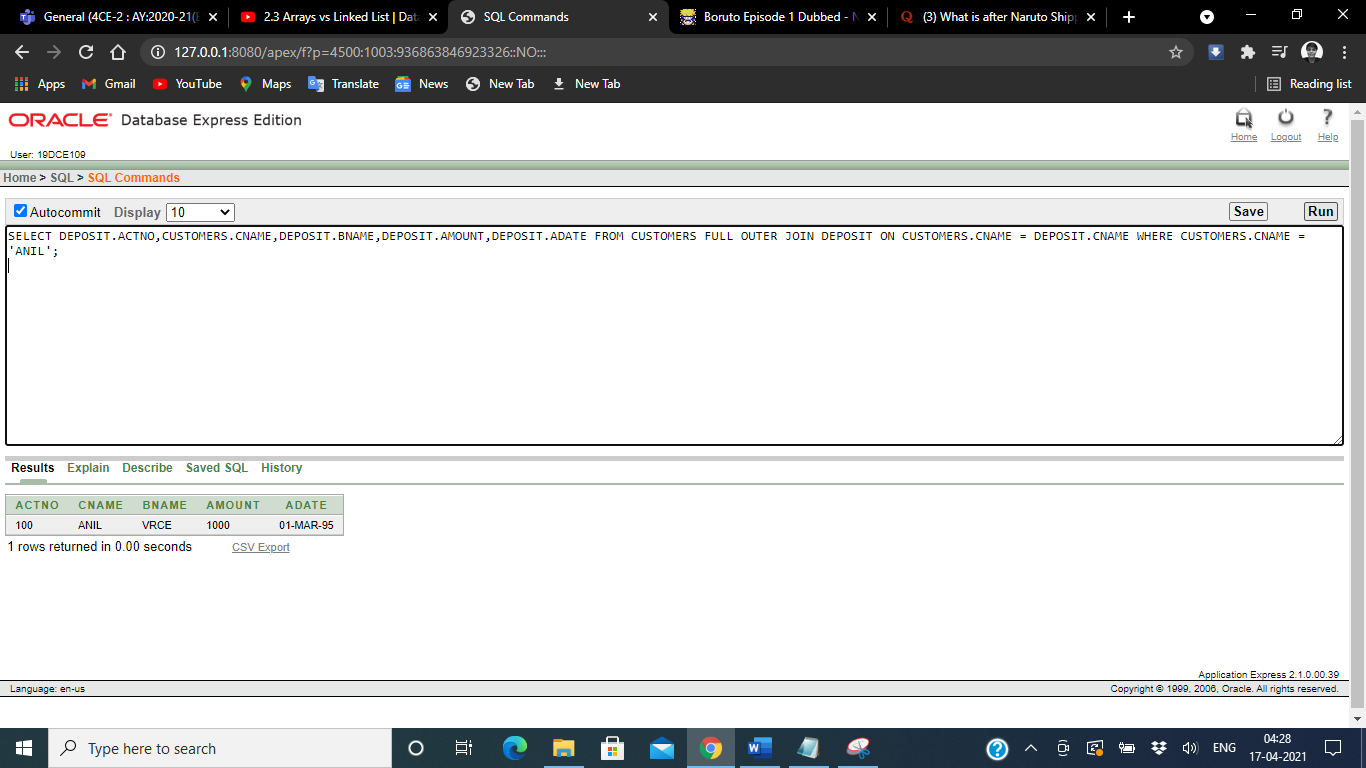 General (4CE-2 : AY:2020-21(E
2.3 Arrays vs Linked List | Dat
SQL Commands
Boruto Episode 1 Dubbed - N
(3) What is after Naruto Ship
127.0.0.1:8080/apex/f?p=4500:1003:936863846923326::NO:::
Apps
Gmail
YouTube
Maps
Translate
News
New Tab
New Tab
Reading list
ORACLE Database Express Edition
Home
Logout
Help
User: 19DCE109
Home > SQL > SQL Commands
Autocommit Display 10
Save
Run
SELECT DEPOSIT.ACTNO,CUSTOMERS.CNAME,DEPOSIT.BNAME,DEPOSIT.AMOUNT,DEPOSIT.ADATE FROM CUSTOMERS FULL OUTER JOIN DEPOSIT ON CUSTOMERS.CNAME = DEPOSIT.CNAME WHERE CUSTOMERS.CNAME =
'ANIL';
Results Explain Describe Saved SQL History
ACTNO CNAME BNAME AMOUNT ADATE
100 ANIL VRCE 1000 01-MAR-95
1 rows returned in 0.00 seconds
CSV Export
Application Express 2.1.0.00.39
Language: en-us
Copyright © 1999, 2006, Oracle. All rights reserved.
Type here to search
ENG
04:28
17-04-2021